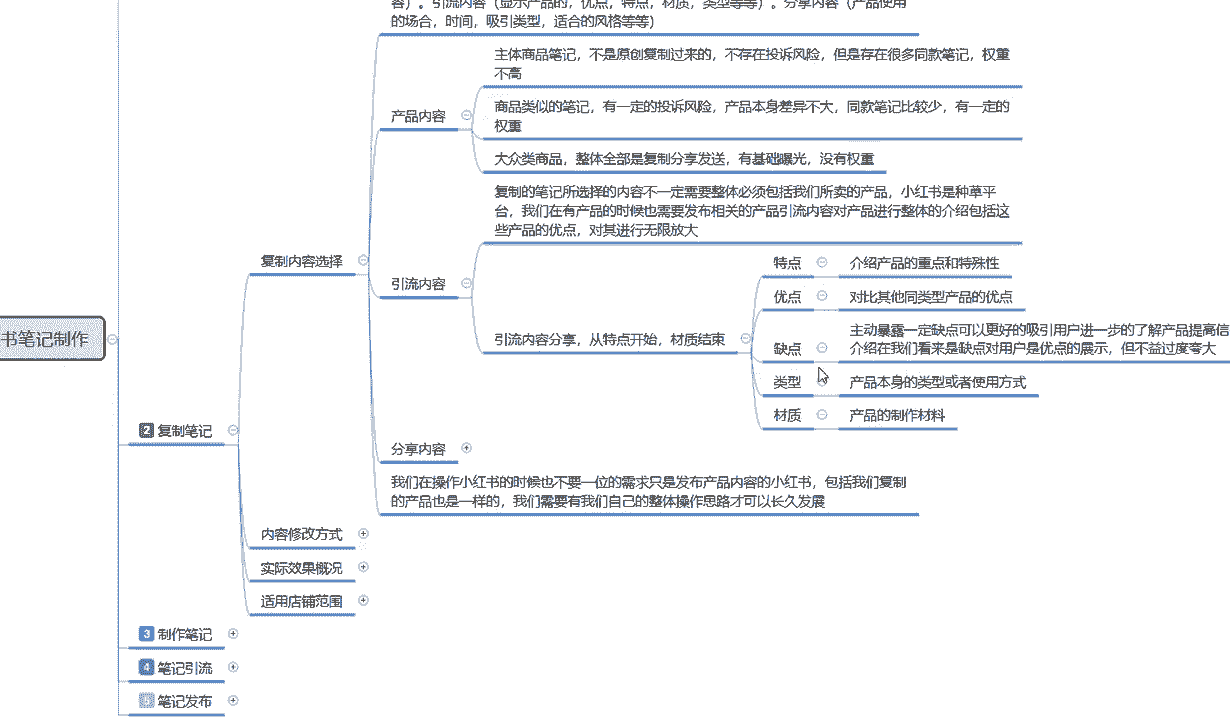 容）。引流内容（显示产品的，优点，特点，材质，类型等等）。分享内容（产品使用
的场合，时间，吸引类型，适合的风格等等）
主体商品笔记，不是原创复制过来的，不存在投诉风险，但是存在很多同款笔记，权重
不高
产品内容
商品类似的笔记，有一定的投诉风险，产品本身差异不大，同款笔记比较少，有一定的
权重
大众类商品，整体全部是复制分享发送，有基础曝光，没有权重
复制的笔记所选择的内容不一定需要整体必须包括我们所卖的产品，小红书是种草平
台，我们在有产品的时候也需要发布相关的产品引流内容对产品进行整体的介绍包括这
些产品的优点，对其进行无限放大
复制内容选择
引流内容
特点
介绍产品的重点和特殊性
优点
对比其他同类型产品的优点
引流内容分享，从特点开始，材质结束
缺点
主动暴露一定缺点可以更好的吸引用户进一步的了解产品提高信
介绍在我们看来是缺点对用户是优点的展示，但不益过度夸大
类型
产品本身的类型或者使用方式
材质
产品的制作材料
书笔记制作
2 复制笔记
分享内容
我们在操作小红书的时候也不要一位的需求只是发布产品内容的小红书，包括我们复制
的产品也是一样的，我们需要有我们自己的整体操作思路才可以长久发展
内容修改方式
实际效果概况
适用店铺范围
3 制作笔记
4 笔记引流
笔记发布